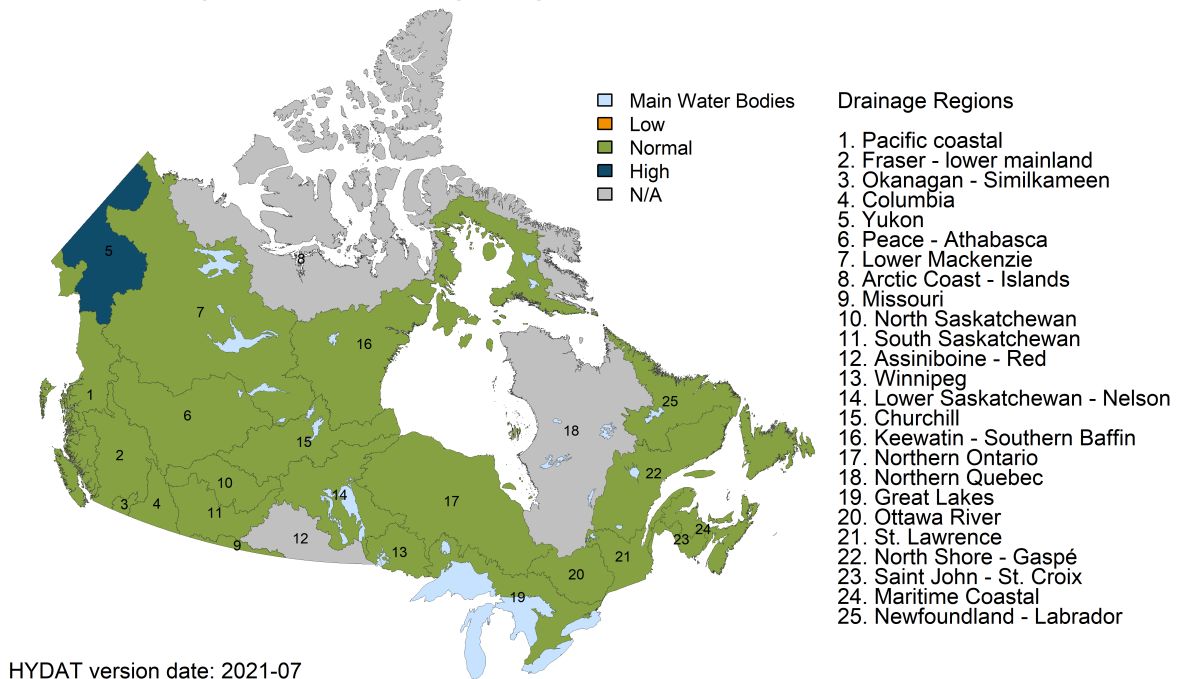 Main Water Bodies
Low
Normal
High
N/A
Drainage Regions
1. Pacific coastal
2. Fraser - lower mainland
3. Okanagan - Similkameen
4. Columbia
5. Yukon
6. Peace - Athabasca
7. Lower Mackenzie
8. Arctic Coast - Islands
9. Missouri
10. North Saskatchewan
11. South Saskatchewan
12. Assiniboine - Red
13. Winnipeg
14. Lower Saskatchewan - Nelson
15. Churchill
16. Keewatin - Southern Baffin
17. Northern Ontario
18. Northern Quebec
19. Great Lakes
20. Ottawa River
21. St. Lawrence
22. North Shore - Gaspé
23. Saint John - St. Croix
24. Maritime Coastal
25. Newfoundland - Labrador
5
8
7
16
1
6
25
15
18
2
22
10
14
17
3
4
11
24
12
23
9
13
21
20
19
HYDAT version date: 2021-07